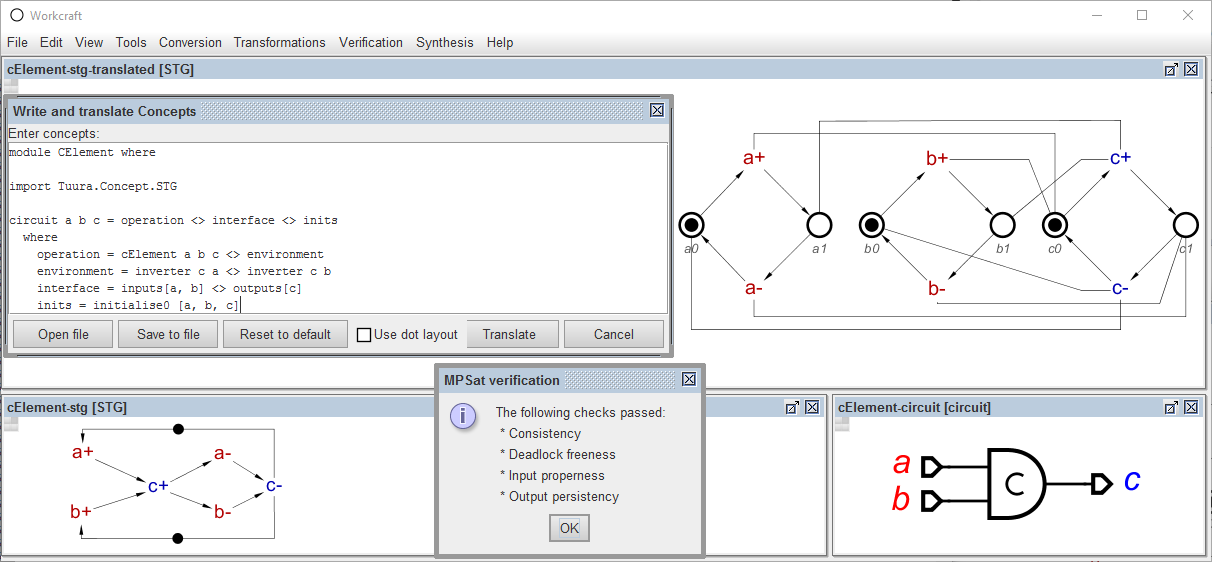 Workcraft
File Edit View Tools Conversion Transformations Verification Synthesis Help
cElement-stg-translated [STG]
Write and translate Concepts
Enter concepts:
module CElement where
import Tuura.Concept.STG
circuit a b c = operation <> interface <> inits
where
operation = cElement a b c <> environment
environment = inverter c a <> inverter c b
interface = inputs[a, b] <> outputs[c]
inits = initialise0 [a, b, c]
Open file Save to file Reset to default Use dot layout Translate Cancel
a+ b+ c+
a0 a1 b0 b1 c0 c1
a- b- c-
cElement-stg [STG]
a+ a-
c+ c-
b+ b-
MPSat verification
The following checks passed:
* Consistency
* Deadlock freeness
* Input properness
* Output persistency
OK
cElement-circuit [circuit]
a
b
C
c